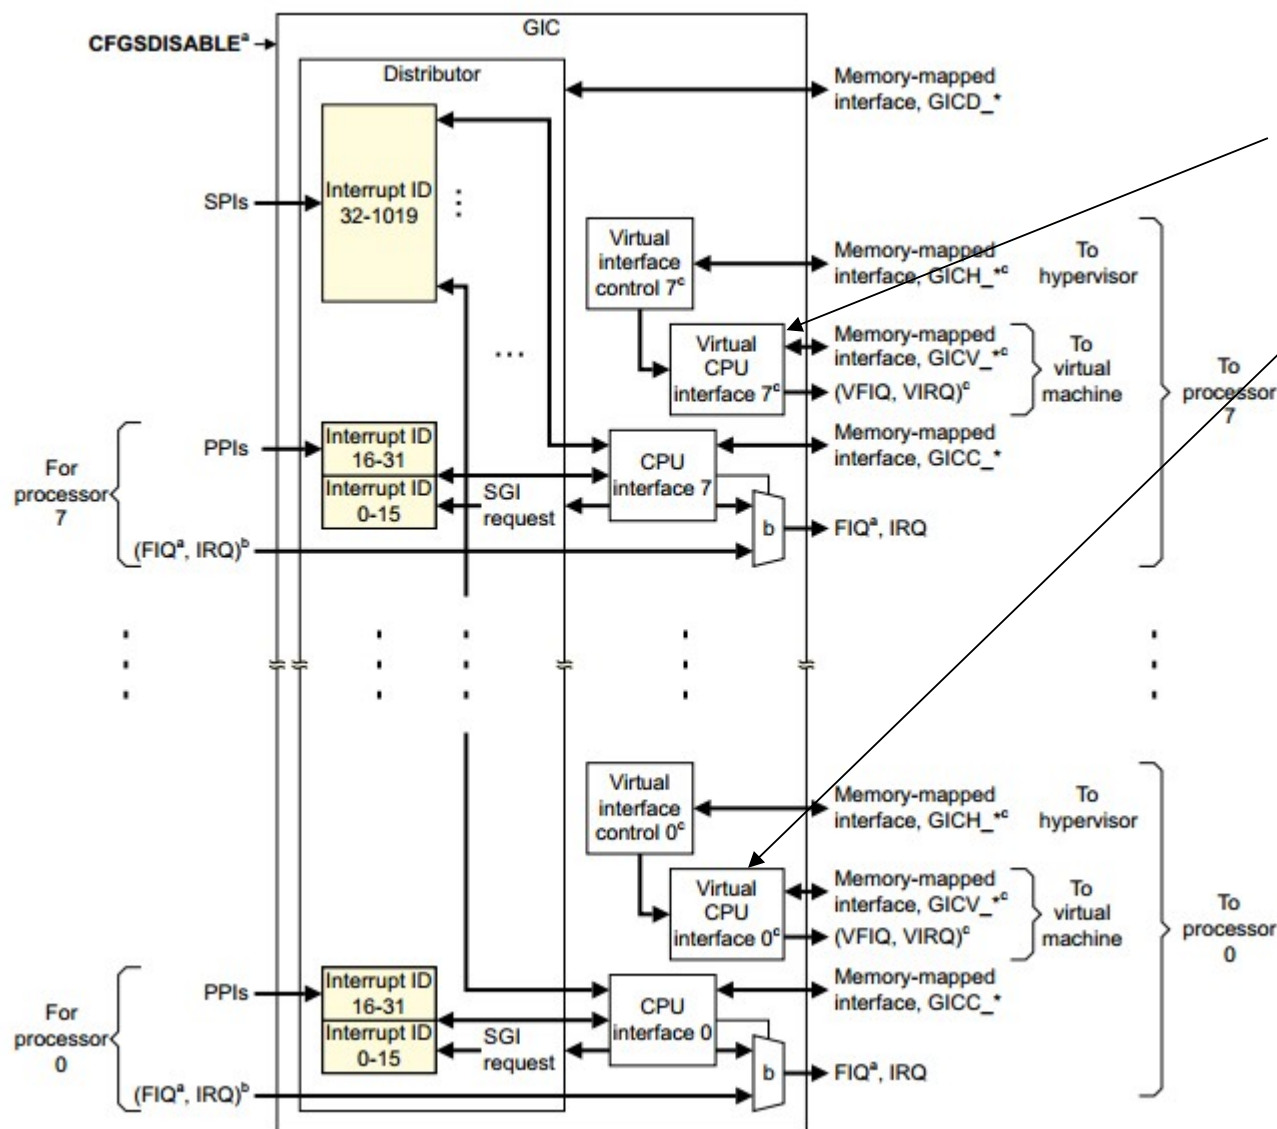 GIC
CFGSDISABLEᵃ
Distributor
Memory-mapped
interface, GICD_*
SPIs
Interrupt ID
32-1019
Virtual
interface
control 7ᶜ
Memory-mapped
interface, GICH_*ᶜ
To
hypervisor
Virtual
CPU
interface 7ᶜ
Memory-mapped
interface, GICV_*ᶜ
(VFIQ, VIRQ)ᶜ
To
virtual
machine
To
processor
7
For
processor
7
PPIs
Interrupt ID
16-31
Interrupt ID
0-15
SGI
request
CPU
interface 7
Memory-mapped
interface, GICC_*
b
FIQᵃ, IRQ
(FIQᵃ, IRQ)ᵇ
Virtual
interface
control 0ᶜ
Memory-mapped
interface, GICH_*ᶜ
To
hypervisor
Virtual
CPU
interface 0ᶜ
Memory-mapped
interface, GICV_*ᶜ
(VFIQ, VIRQ)ᶜ
To
virtual
machine
To
processor
0
For
processor
0
PPIs
Interrupt ID
16-31
Interrupt ID
0-15
SGI
request
CPU
interface 0
Memory-mapped
interface, GICC_*
b
FIQᵃ, IRQ
(FIQᵃ, IRQ)ᵇ